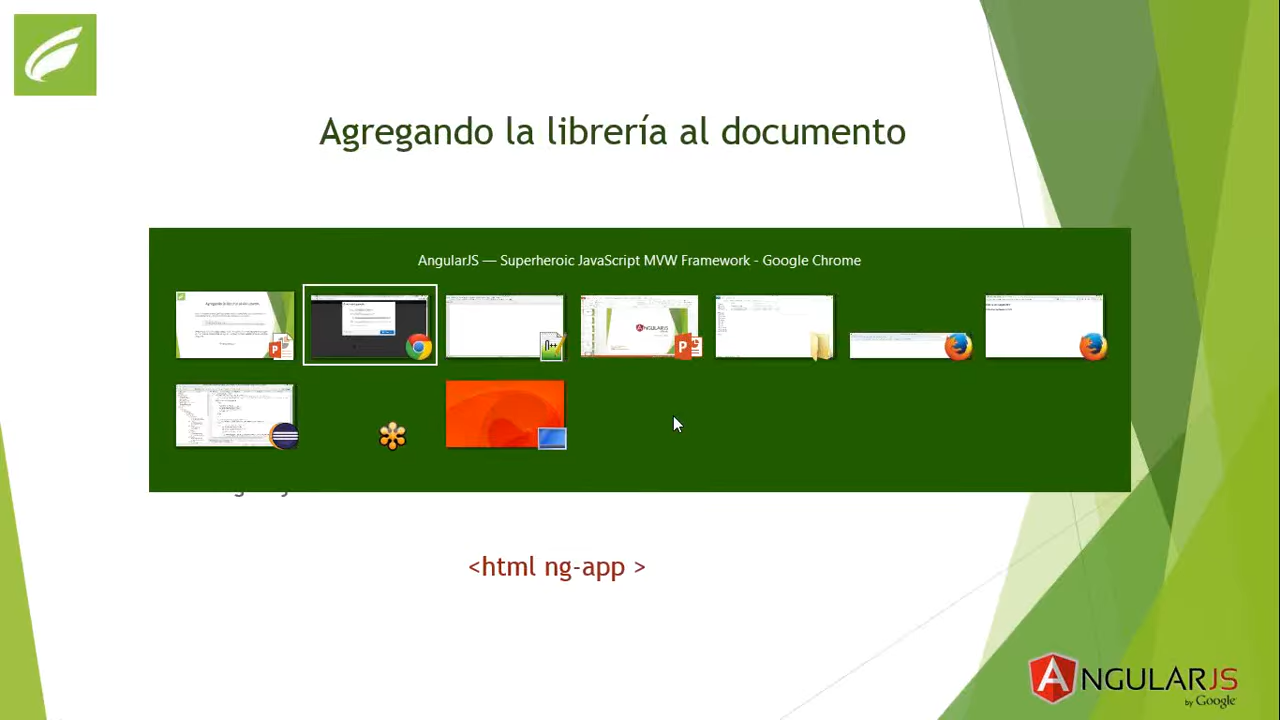 Agregando la librería al documento
AngularJS — Superheroic JavaScript MVW Framework - Google Chrome
<html ng-app >
ANGULARJS
by Google